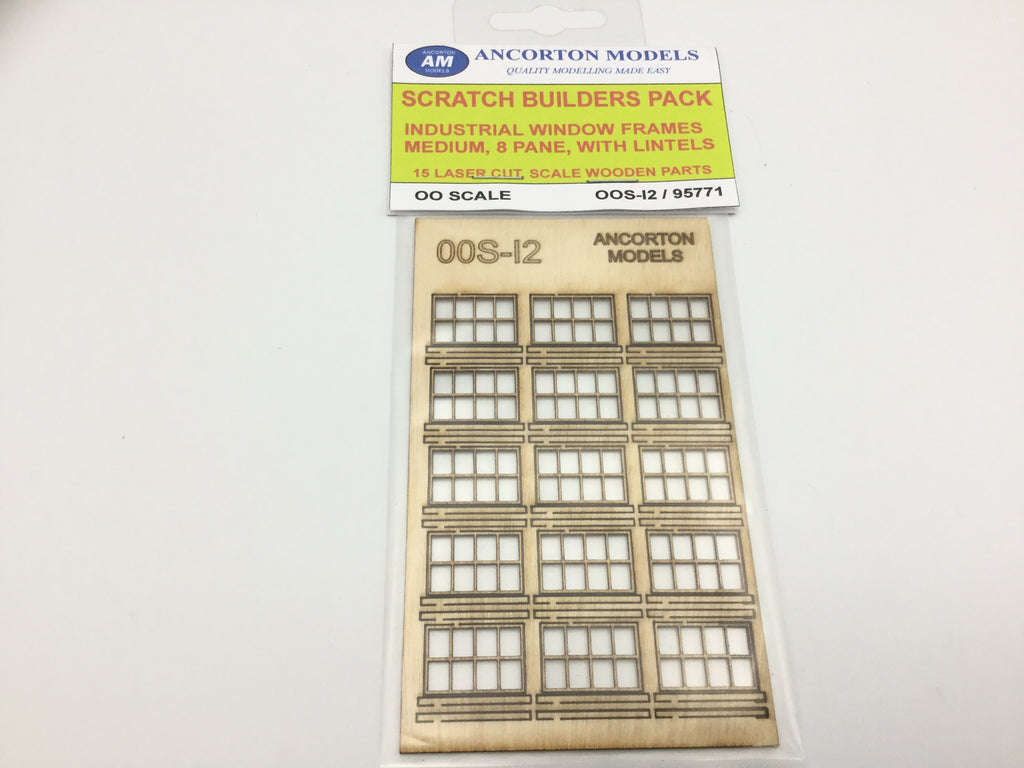 ANCORTON
AM
MODELS
ANCORTON MODELS
QUALITY MODELLING MADE EASY
SCRATCH BUILDERS PACK
INDUSTRIAL WINDOW FRAMES
MEDIUM, 8 PANE, WITH LINTELS
15 LASER CUT, SCALE WOODEN PARTS
OO SCALE
OOS-I2 / 95771
00S-I2
ANCORTON
MODELS